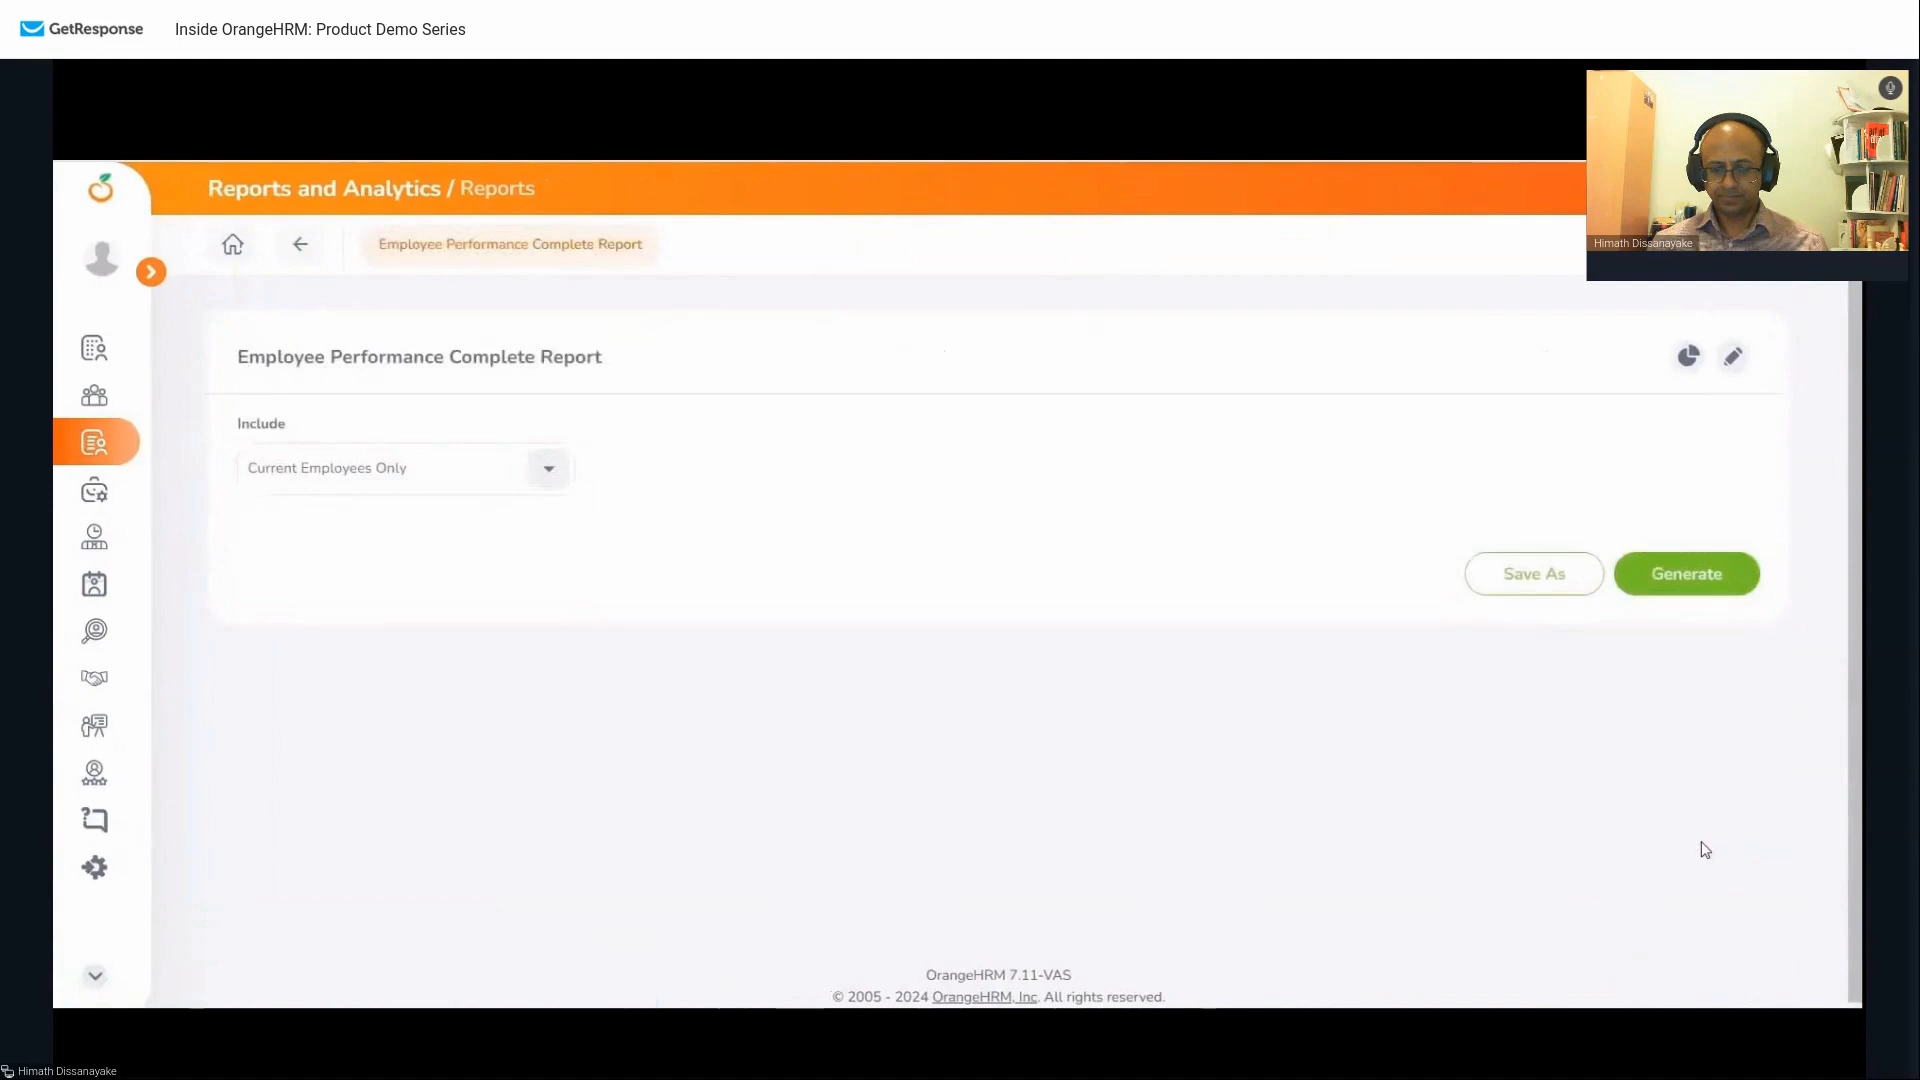 GetResponse
Inside OrangeHRM: Product Demo Series
Himath Dissanayake
Reports and Analytics / Reports
Employee Performance Complete Report
Employee Performance Complete Report
Include
Current Employees Only
Save As
Generate
OrangeHRM 7.11-VAS
© 2005 - 2024 OrangeHRM, Inc. All rights reserved.
Himath Dissanayake